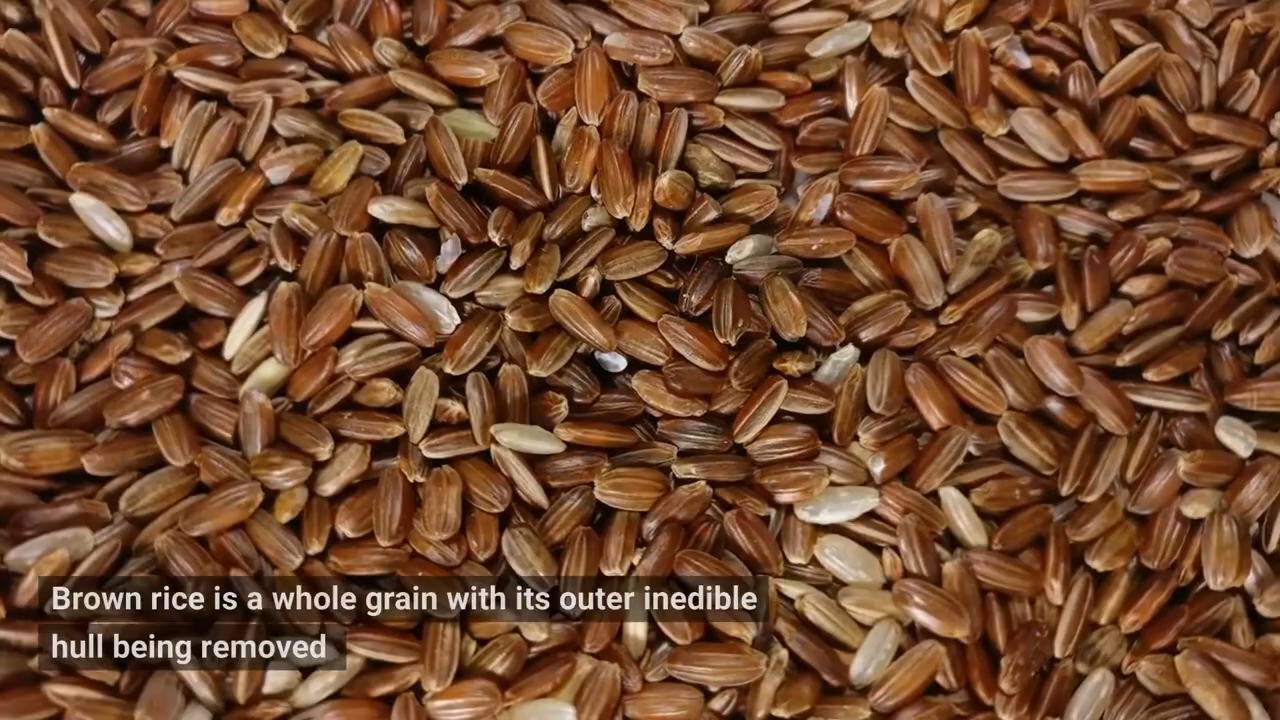 Brown rice is a whole grain with its outer inedible
hull being removed